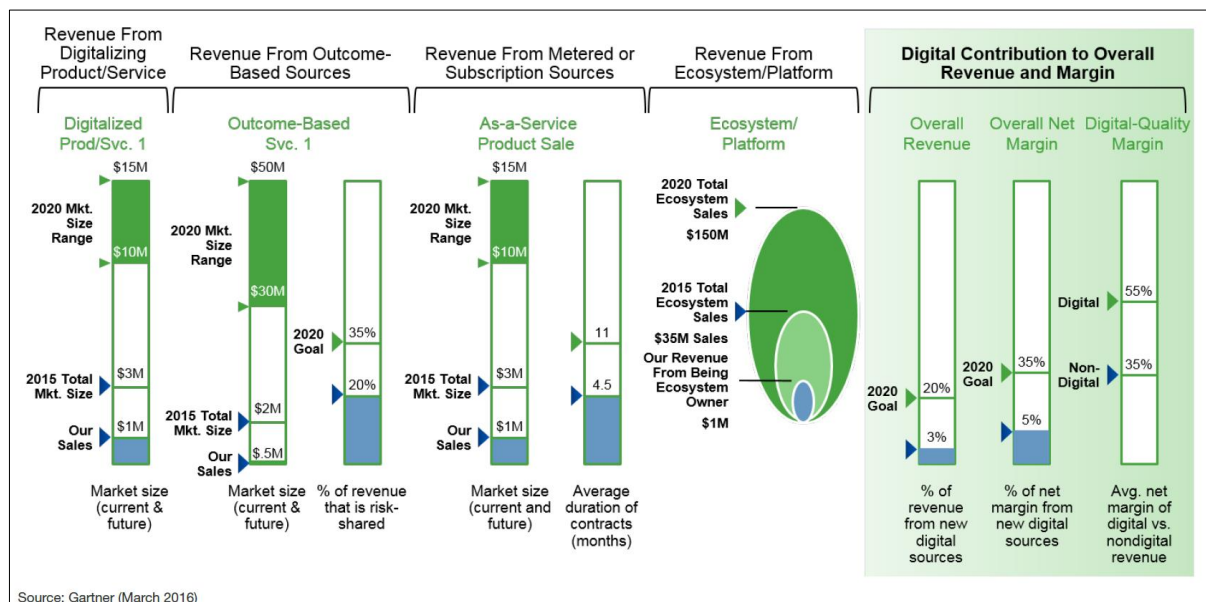 Revenue From
Digitalizing
Product/Service
Revenue From Outcome-
Based Sources
Revenue From Metered or
Subscription Sources
Revenue From
Ecosystem/Platform
Digital Contribution to Overall
Revenue and Margin
Digitalized
Prod/Svc. 1
$15M
2020 Mkt.
Size
Range
$10M
2015 Total
Mkt. Size
$3M
Our
Sales
$1M
Market size
(current &
future)
Outcome-Based
Svc. 1
$50M
2020 Mkt.
Size
Range
$30M
2015 Total
Mkt. Size
$2M
Our
Sales
$.5M
Market size
(current &
future)
2020
Goal
35%
20%
% of revenue
that is risk-
shared
As-a-Service
Product Sale
$15M
2020 Mkt.
Size
Range
$10M
2015 Total
Mkt. Size
$3M
Our
Sales
$1M
Market size
(current and
future)
11
4.5
Average
duration of
contracts
(months)
Ecosystem/
Platform
2020 Total
Ecosystem
Sales
$150M
2015 Total
Ecosystem
Sales
$35M Sales
Our Revenue
From Being
Ecosystem
Owner
$1M
Overall
Revenue
2020
Goal
20%
3%
% of
revenue
from new
digital
sources
Overall Net
Margin
2020
Goal
35%
5%
% of net
margin from
new digital
sources
Digital-Quality
Margin
Digital
55%
Non-
Digital
35%
Avg. net
margin of
digital vs.
nondigital
revenue
Source: Gartner (March 2016)